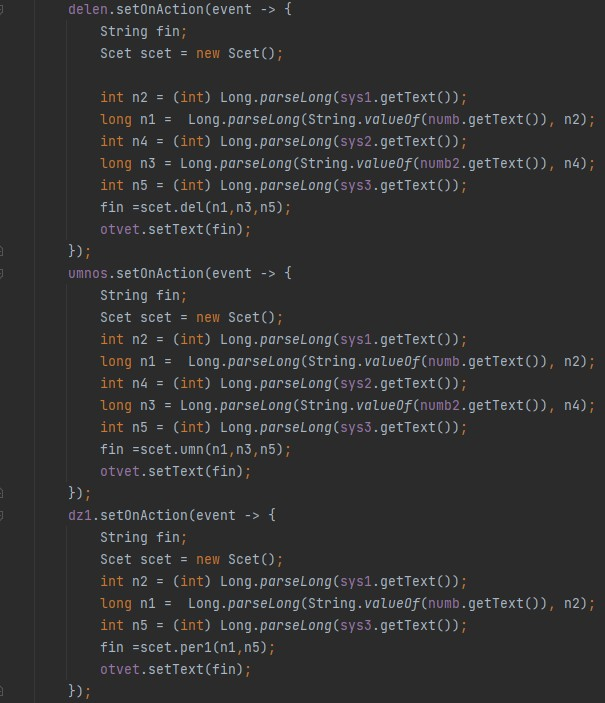 delen.setOnAction(event -> {
String fin;
Scet scet = new Scet();
int n2 = (int) Long.parseLong(sys1.getText());
long n1 =  Long.parseLong(String.valueOf(numb.getText()), n2);
int n4 = (int) Long.parseLong(sys2.getText());
long n3 = Long.parseLong(String.valueOf(numb2.getText()), n4);
int n5 = (int) Long.parseLong(sys3.getText());
fin =scet.del(n1,n3,n5);
otvet.setText(fin);
});
umnos.setOnAction(event -> {
String fin;
Scet scet = new Scet();
int n2 = (int) Long.parseLong(sys1.getText());
long n1 =  Long.parseLong(String.valueOf(numb.getText()), n2);
int n4 = (int) Long.parseLong(sys2.getText());
long n3 = Long.parseLong(String.valueOf(numb2.getText()), n4);
int n5 = (int) Long.parseLong(sys3.getText());
fin =scet.umn(n1,n3,n5);
otvet.setText(fin);
});
dz1.setOnAction(event -> {
String fin;
Scet scet = new Scet();
int n2 = (int) Long.parseLong(sys1.getText());
long n1 =  Long.parseLong(String.valueOf(numb.getText()), n2);
int n5 = (int) Long.parseLong(sys3.getText());
fin =scet.per1(n1,n5);
otvet.setText(fin);
});